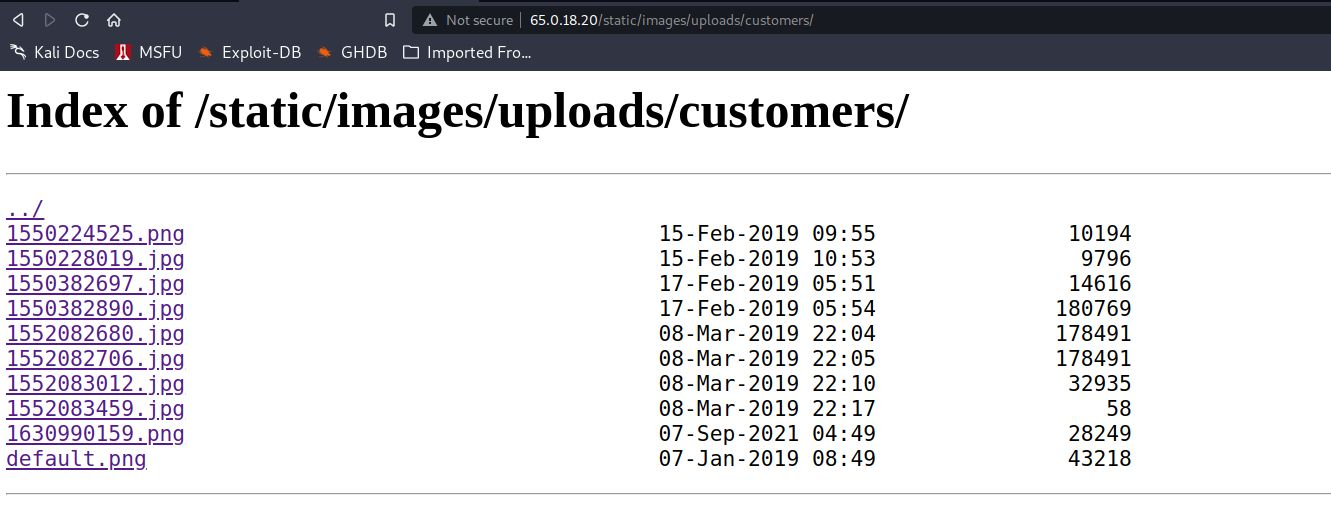 Not secure 65.0.18.20/static/images/uploads/customers/
Kali Docs MSFU Exploit-DB GHDB Imported Fro...
Index of /static/images/uploads/customers/
../
1550224525.png 15-Feb-2019 09:55 10194
1550228019.jpg 15-Feb-2019 10:53 9796
1550382697.jpg 17-Feb-2019 05:51 14616
1550382890.jpg 17-Feb-2019 05:54 180769
1552082680.jpg 08-Mar-2019 22:04 178491
1552082706.jpg 08-Mar-2019 22:05 178491
1552083012.jpg 08-Mar-2019 22:10 32935
1552083459.jpg 08-Mar-2019 22:17 58
1630990159.png 07-Sep-2021 04:49 28249
default.png 07-Jan-2019 08:49 43218